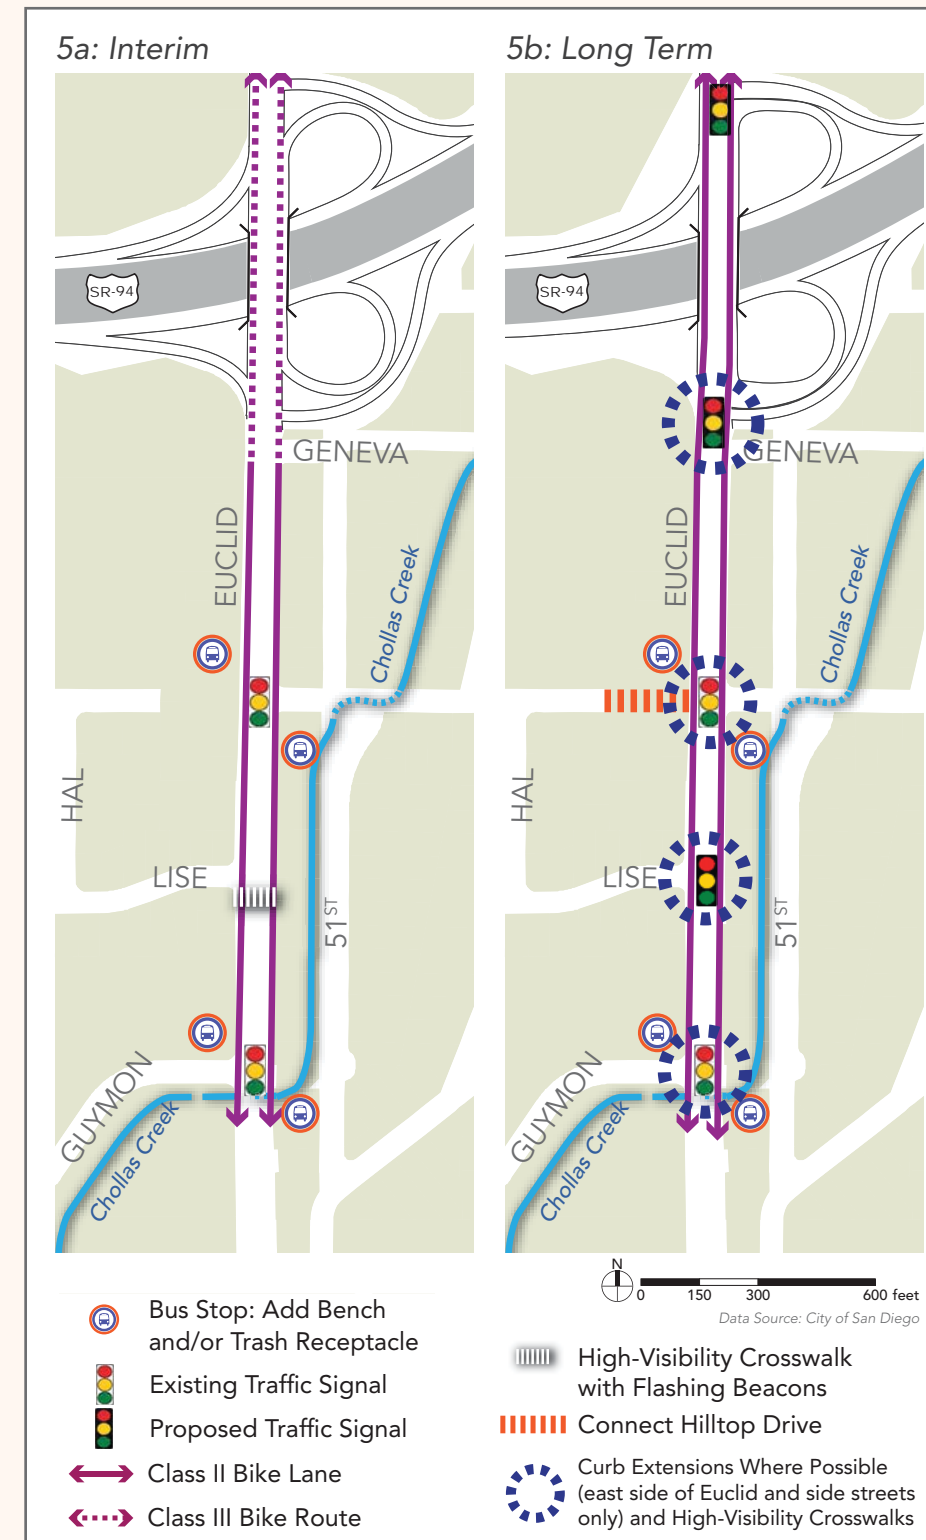 5a: Interim
SR-94
GENEVA
EUCLID
Chollas Creek
HAL
LISE
51ST
GUYMON
Chollas Creek
5b: Long Term
SR-94
GENEVA
EUCLID
Chollas Creek
HAL
LISE
51ST
GUYMON
Chollas Creek
N
0 150 300 600 feet
Data Source: City of San Diego
Bus Stop: Add Bench
and/or Trash Receptacle
Existing Traffic Signal
Proposed Traffic Signal
Class II Bike Lane
Class III Bike Route
High-Visibility Crosswalk
with Flashing Beacons
Connect Hilltop Drive
Curb Extensions Where Possible
(east side of Euclid and side streets
only) and High-Visibility Crosswalks